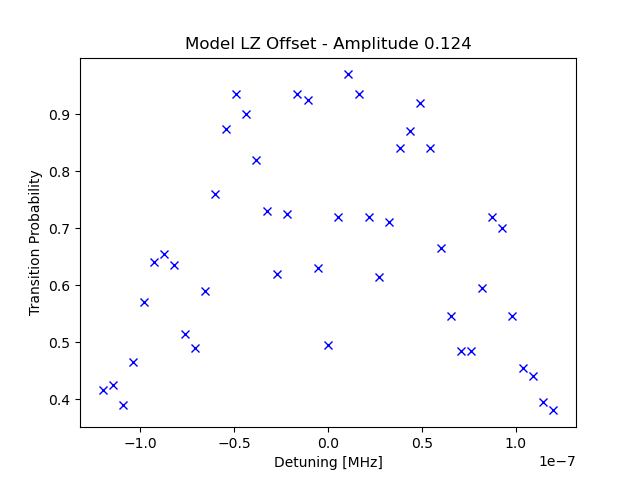 Model LZ Offset - Amplitude 0.124
Transition Probability
0.9
0.8
0.7
0.6
0.5
0.4
−1.0 −0.5 0.0 0.5 1.0
1e−7
Detuning [MHz]